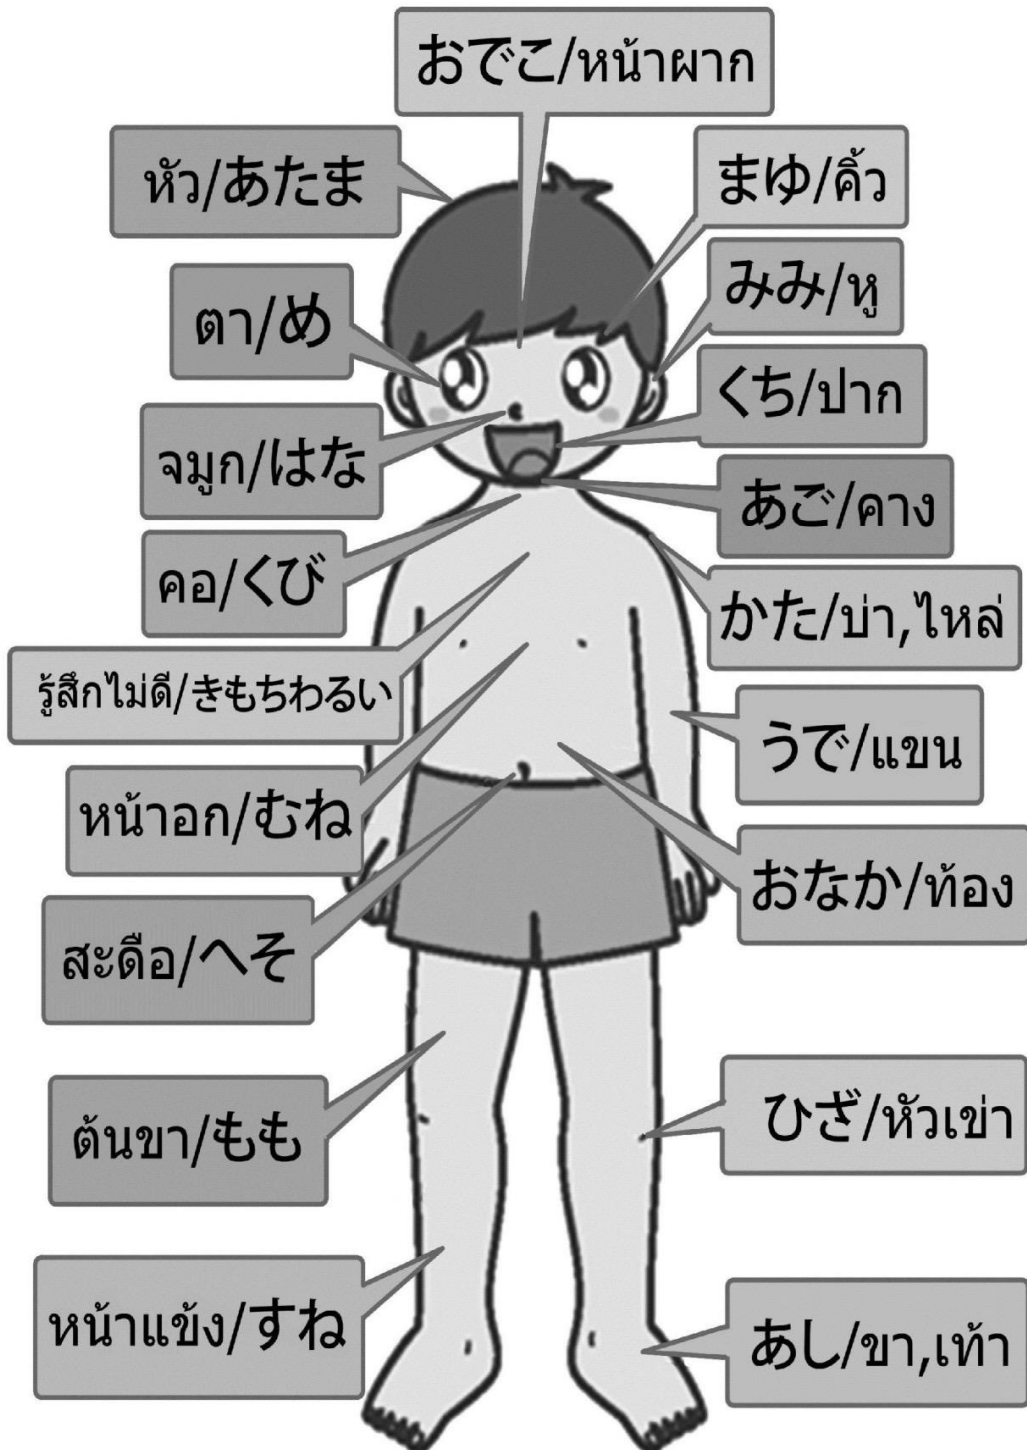 おでこ/หน้าผาก
หัว/あたま
まゆ/คิ้ว
みみ/หู
ตา/め
くち/ปาก
จมูก/はな
あご/คาง
คอ/くび
かた/บ่า,ไหล่
รู้สึกไม่ดี/きもちわるい
うで/แขน
หน้าอก/むね
おなか/ท้อง
สะดือ/へそ
ต้นขา/もも
ひざ/หัวเข่า
หน้าแข้ง/すね
あし/ขา,เท้า